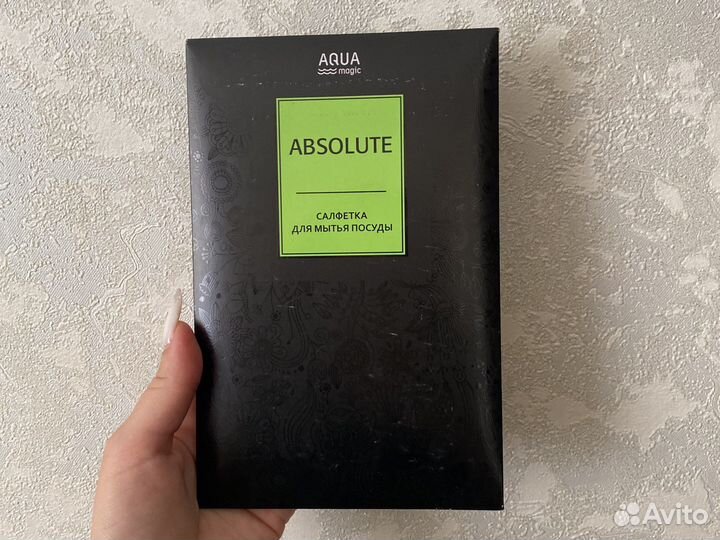 AQUA
magic
ABSOLUTE
САЛФЕТКА
ДЛЯ МЫТЬЯ ПОСУДЫ
Avito